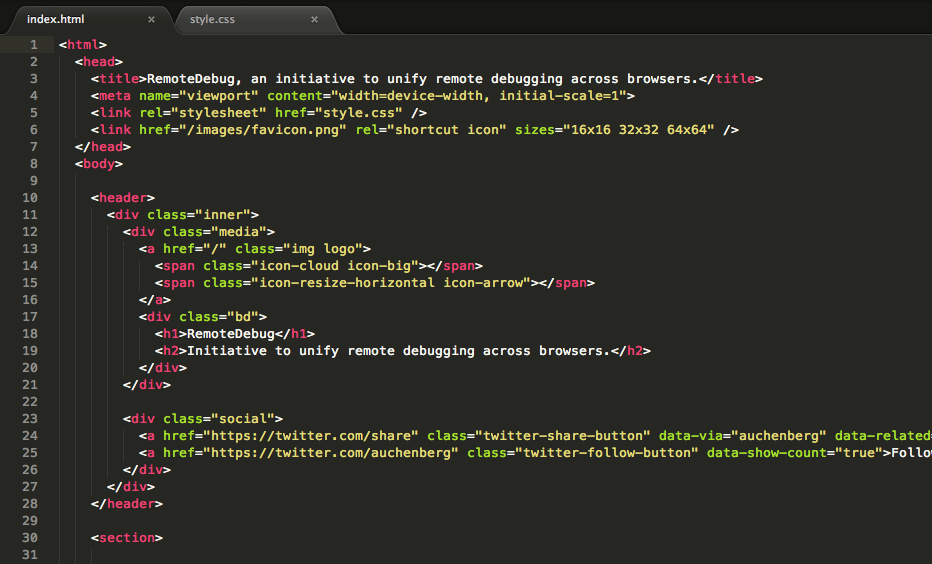 index.html × style.css ×
1 <html>
2 <head>
3 <title>RemoteDebug, an initiative to unify remote debugging across browsers.</title>
4 <meta name="viewport" content="width=device-width, initial-scale=1">
5 <link rel="stylesheet" href="style.css" />
6 <link href="/images/favicon.png" rel="shortcut icon" sizes="16x16 32x32 64x64" />
7 </head>
8 <body>
9
10 <header>
11 <div class="inner">
12 <div class="media">
13 <a href="/" class="img logo">
14 <span class="icon-cloud icon-big"></span>
15 <span class="icon-resize-horizontal icon-arrow"></span>
16 </a>
17 <div class="bd">
18 <h1>RemoteDebug</h1>
19 <h2>Initiative to unify remote debugging across browsers.</h2>
20 </div>
21 </div>
22
23 <div class="social">
24 <a href="https://twitter.com/share" class="twitter-share-button" data-via="auchenberg" data-related=
25 <a href="https://twitter.com/auchenberg" class="twitter-follow-button" data-show-count="true">Follo
26 </div>
27 </div>
28 </header>
29
30 <section>
31